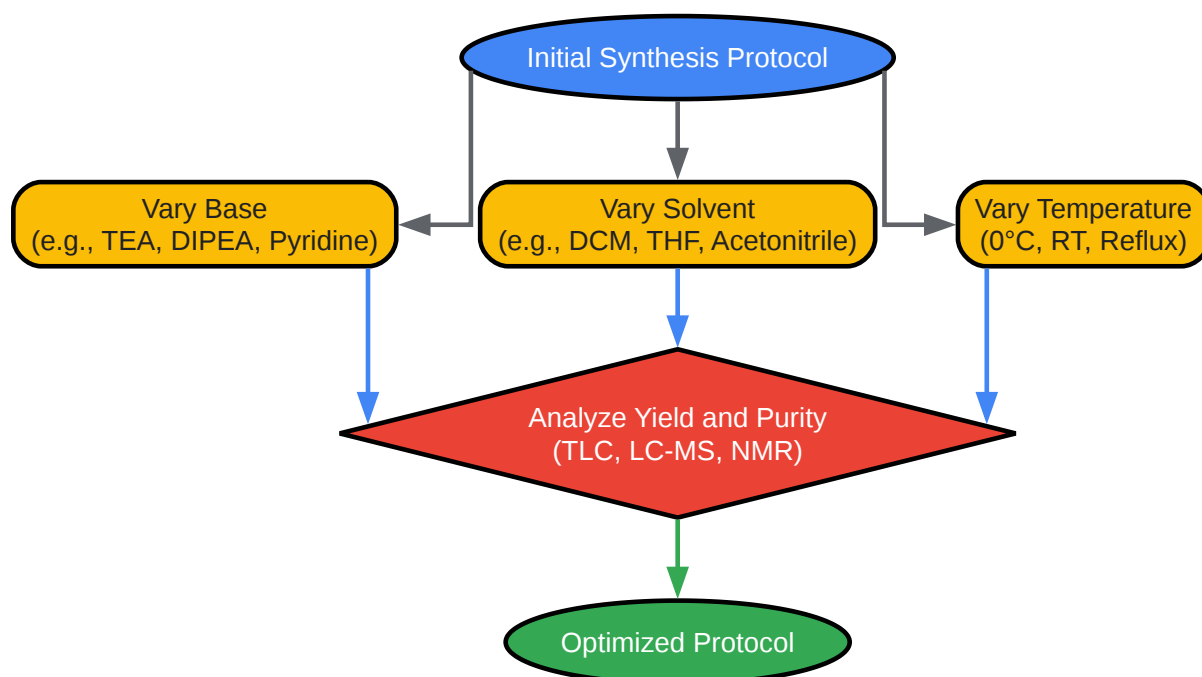 Initial Synthesis Protocol
Vary Base
(e.g., TEA, DIPEA, Pyridine)
Vary Solvent
(e.g., DCM, THF, Acetonitrile)
Vary Temperature
(0°C, RT, Reflux)
Analyze Yield and Purity
(TLC, LC-MS, NMR)
Optimized Protocol